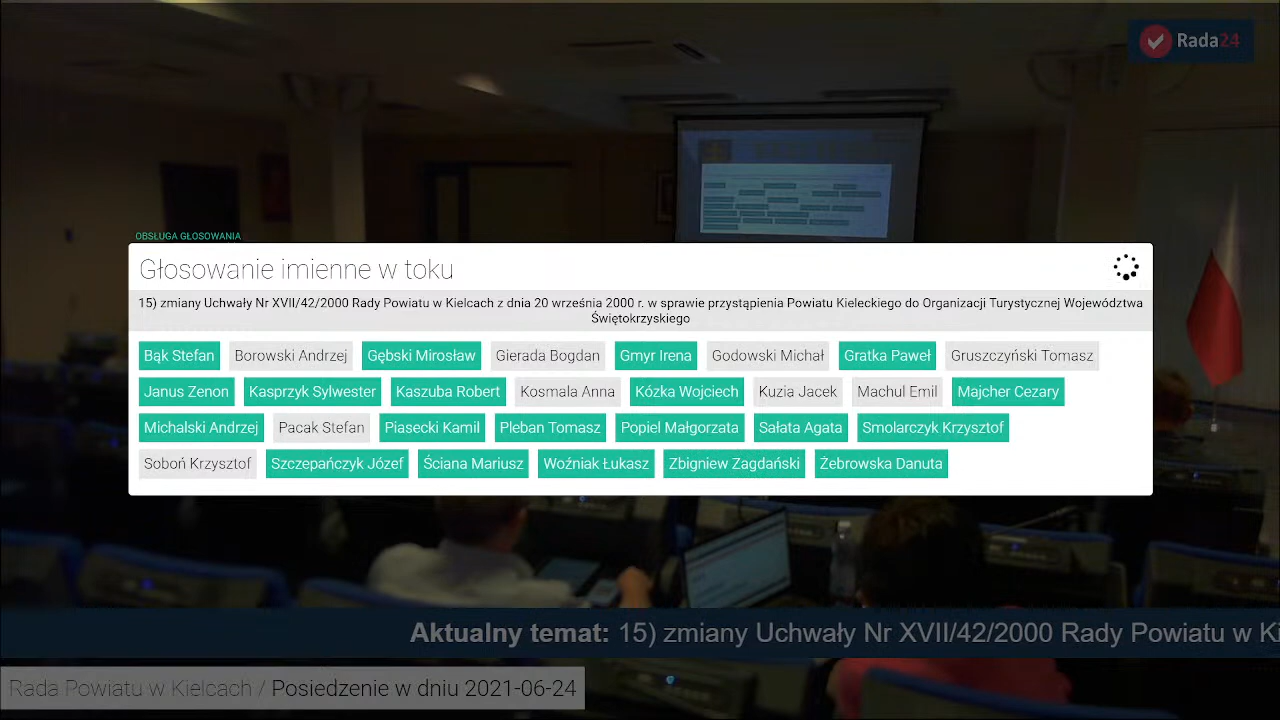 Rada24
OBSŁUGA GŁOSOWANIA
Głosowanie imienne w toku
15) zmiany Uchwały Nr XVII/42/2000 Rady Powiatu w Kielcach z dnia 20 września 2000 r. w sprawie przystąpienia Powiatu Kieleckiego do Organizacji Turystycznej Województwa
Świętokrzyskiego
Bąk Stefan Borowski Andrzej Gębski Mirosław Gierada Bogdan Gmyr Irena Godowski Michał Gratka Paweł Gruszczyński Tomasz
Janus Zenon Kasprzyk Sylwester Kaszuba Robert Kosmala Anna Kózka Wojciech Kuzia Jacek Machul Emil Majcher Cezary
Michalski Andrzej Pacak Stefan Piasecki Kamil Pleban Tomasz Popiel Małgorzata Sałata Agata Smolarczyk Krzysztof
Soboń Krzysztof Szczepańczyk Józef Ściana Mariusz Woźniak Łukasz Zbigniew Zagdański Żebrowska Danuta
Aktualny temat: 15) zmiany Uchwały Nr XVII/42/2000 Rady Powiatu w Ki
Rada Powiatu w Kielcach / Posiedzenie w dniu 2021-06-24